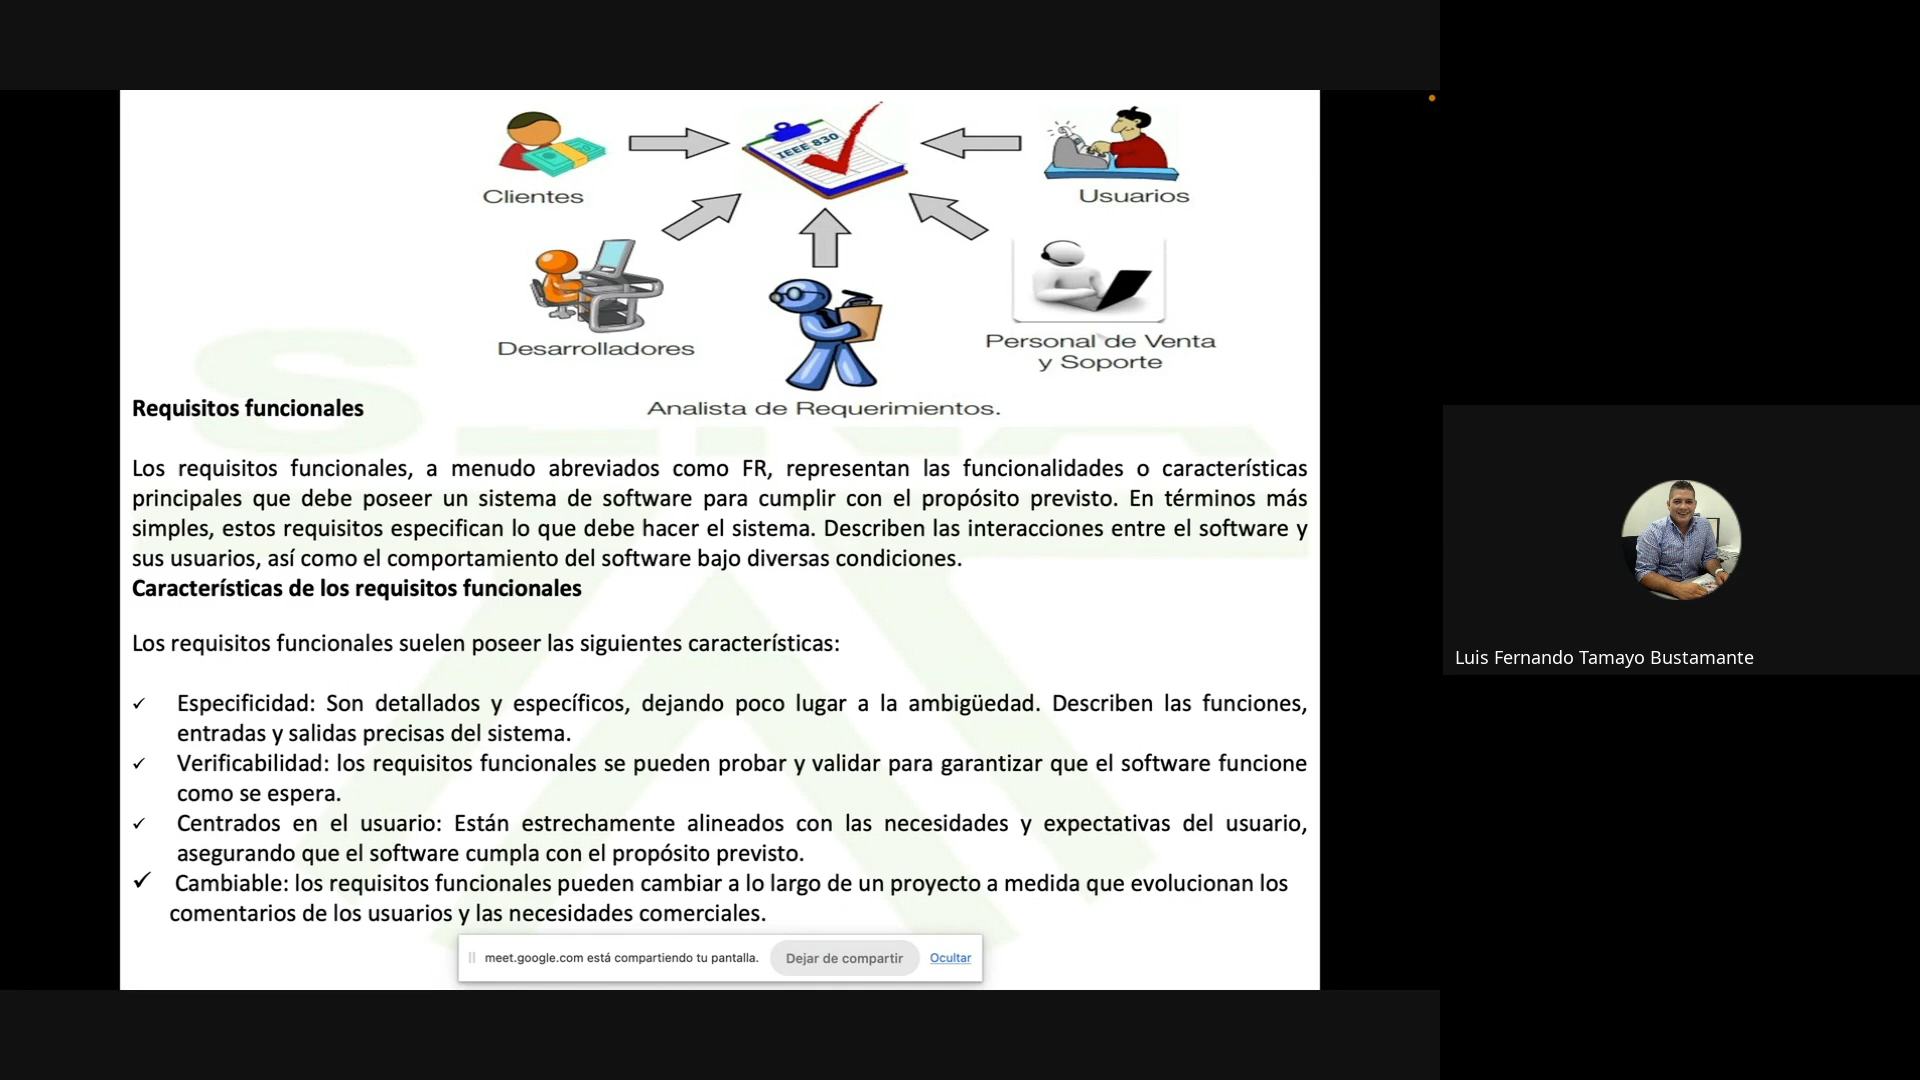 IEEE 830
Clientes
Usuarios
Desarrolladores
Personal de Venta
y Soporte
Requisitos funcionales
Analista de Requerimientos.
SENA
Los requisitos funcionales, a menudo abreviados como FR, representan las funcionalidades o características
principales que debe poseer un sistema de software para cumplir con el propósito previsto. En términos más
simples, estos requisitos especifican lo que debe hacer el sistema. Describen las interacciones entre el software y
sus usuarios, así como el comportamiento del software bajo diversas condiciones.
Características de los requisitos funcionales
Los requisitos funcionales suelen poseer las siguientes características:
✓ Especificidad: Son detallados y específicos, dejando poco lugar a la ambigüedad. Describen las funciones,
entradas y salidas precisas del sistema.
✓ Verificabilidad: los requisitos funcionales se pueden probar y validar para garantizar que el software funcione
como se espera.
✓ Centrados en el usuario: Están estrechamente alineados con las necesidades y expectativas del usuario,
asegurando que el software cumpla con el propósito previsto.
✓ Cambiable: los requisitos funcionales pueden cambiar a lo largo de un proyecto a medida que evolucionan los
comentarios de los usuarios y las necesidades comerciales.
meet.google.com está compartiendo tu pantalla. Dejar de compartir Ocultar
Luis Fernando Tamayo Bustamante